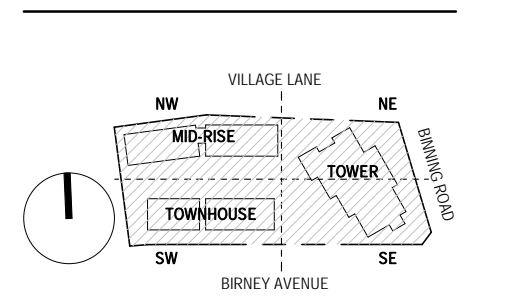 VILLAGE LANE
NW
NE
MID-RISE
BINNING ROAD
TOWER
TOWNHOUSE
SW
SE
BIRNEY AVENUE